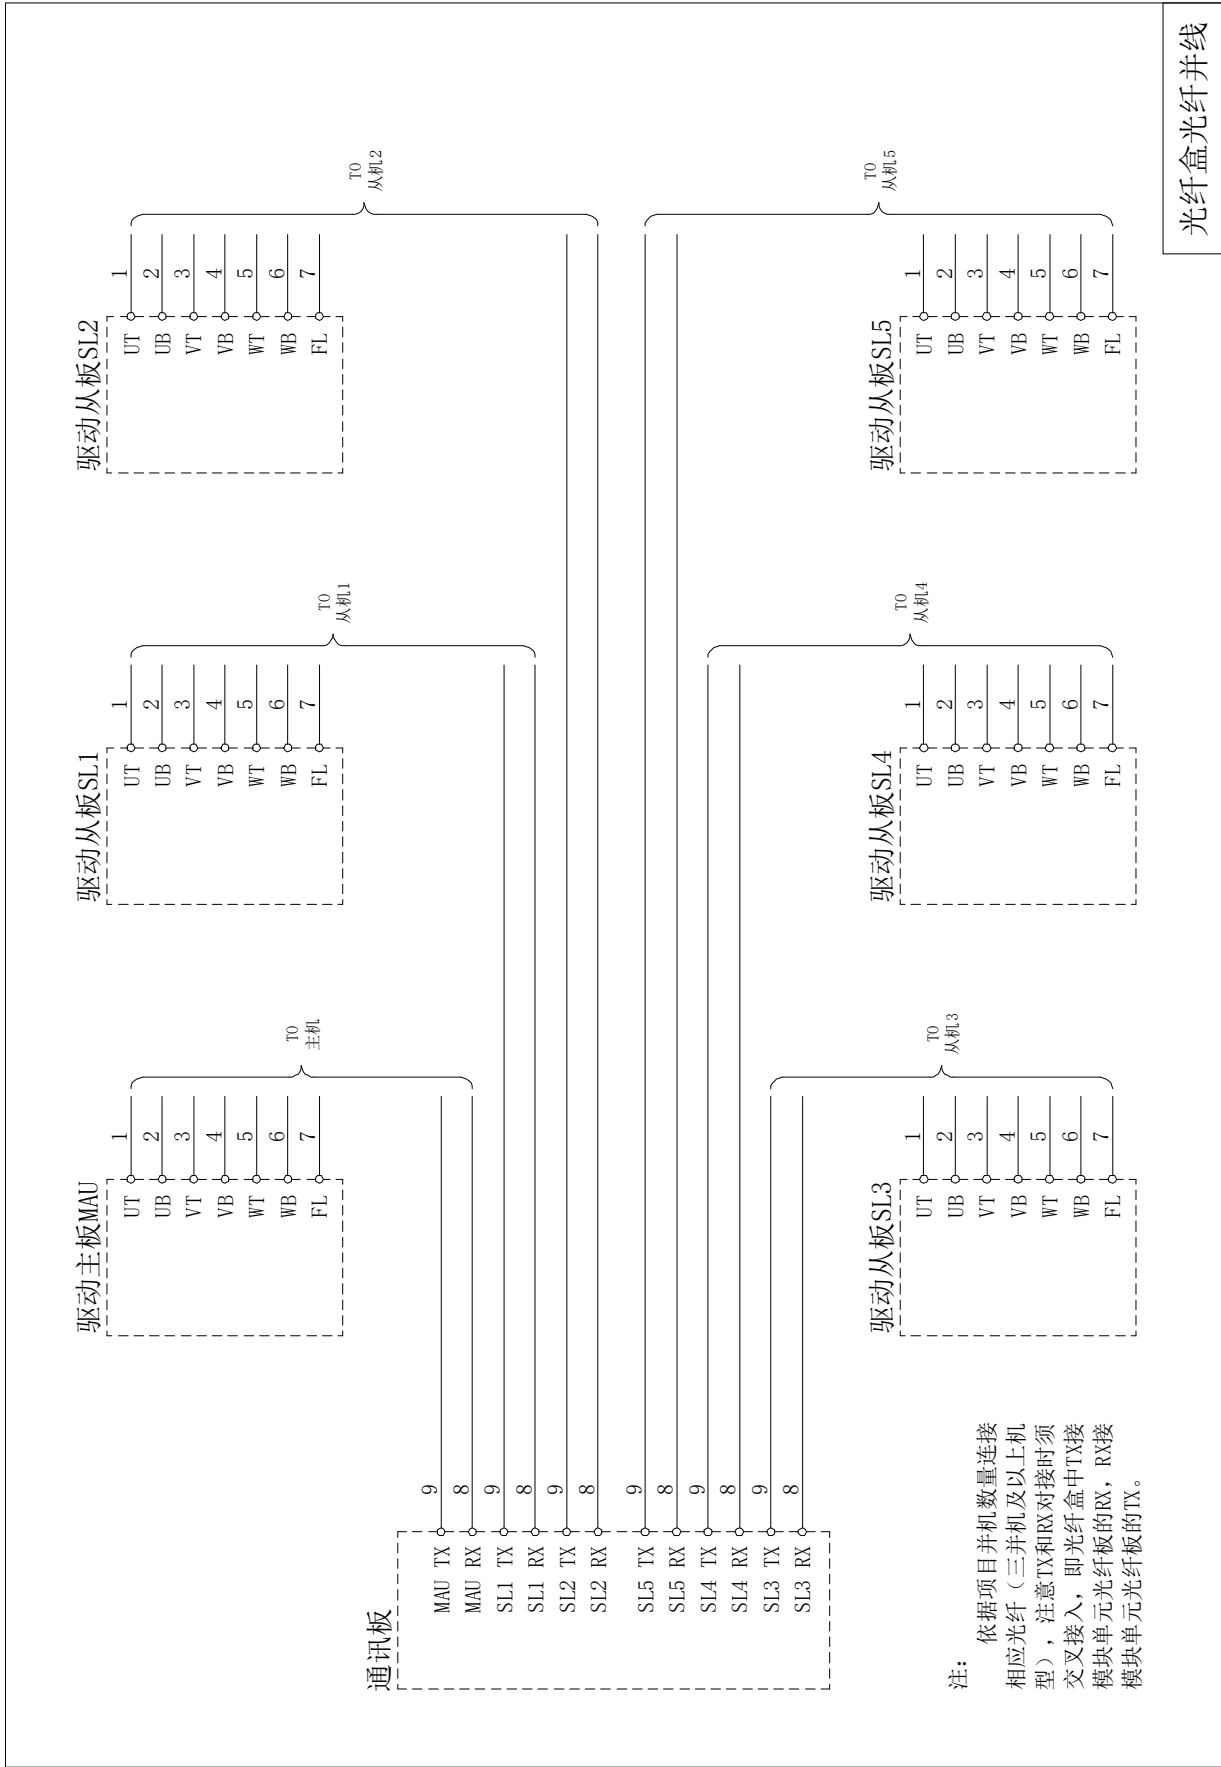 驱动主板MAU
UT 1
UB 2
VT 3
VB 4
WT 5
WB 6
FL 7
TO
主机
驱动从板SL1
UT 1
UB 2
VT 3
VB 4
WT 5
WB 6
FL 7
TO
从机1
驱动从板SL2
UT 1
UB 2
VT 3
VB 4
WT 5
WB 6
FL 7
TO
从机2
通讯板
MAU TX 9
MAU RX 8
SL1 TX 9
SL1 RX 8
SL2 TX 9
SL2 RX 8
SL5 TX 9
SL5 RX 8
SL4 TX 9
SL4 RX 8
SL3 TX 9
SL3 RX 8
驱动从板SL3
UT 1
UB 2
VT 3
VB 4
WT 5
WB 6
FL 7
TO
从机3
驱动从板SL4
UT 1
UB 2
VT 3
VB 4
WT 5
WB 6
FL 7
TO
从机4
驱动从板SL5
UT 1
UB 2
VT 3
VB 4
WT 5
WB 6
FL 7
TO
从机5
注:
依据项目并机数量连接
相应光纤（三并机及以上机
型），注意TX和RX对接时须
交叉接入，即光纤盒中TX接
模块单元光纤板的RX，RX接
模块单元光纤板的TX。
光纤盒光纤并线